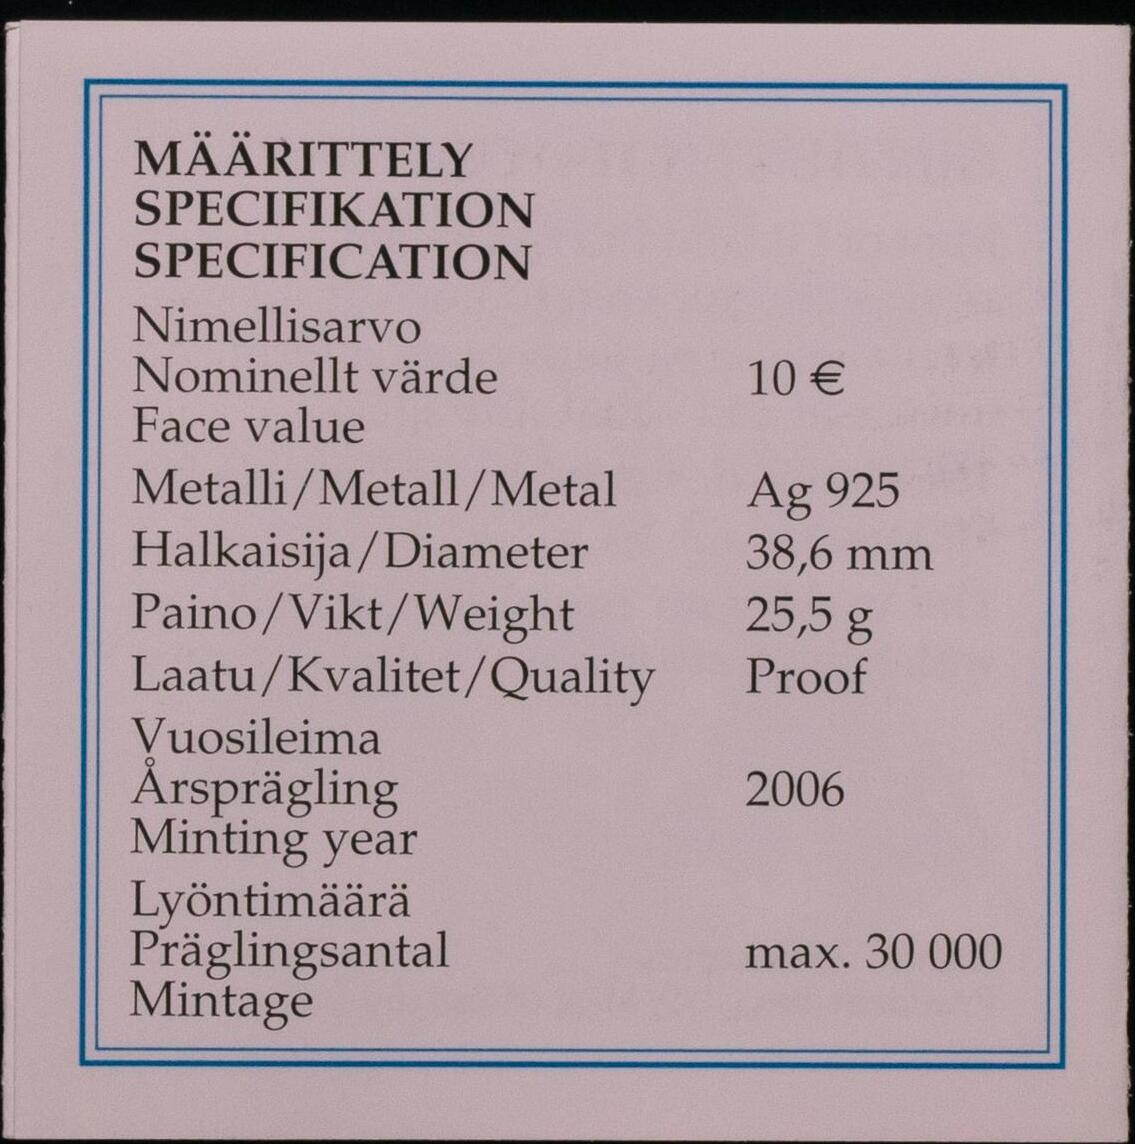 MÄÄRITTELY
SPECIFIKATION
SPECIFICATION
Nimellisarvo
Nominellt värde 10 €
Face value
Metalli/Metall/Metal Ag 925
Halkaisija/Diameter 38,6 mm
Paino/Vikt/Weight 25,5 g
Laatu/Kvalitet/Quality Proof
Vuosileima
Årsprägling 2006
Minting year
Lyöntimäärä
Präglingsantal max. 30 000
Mintage